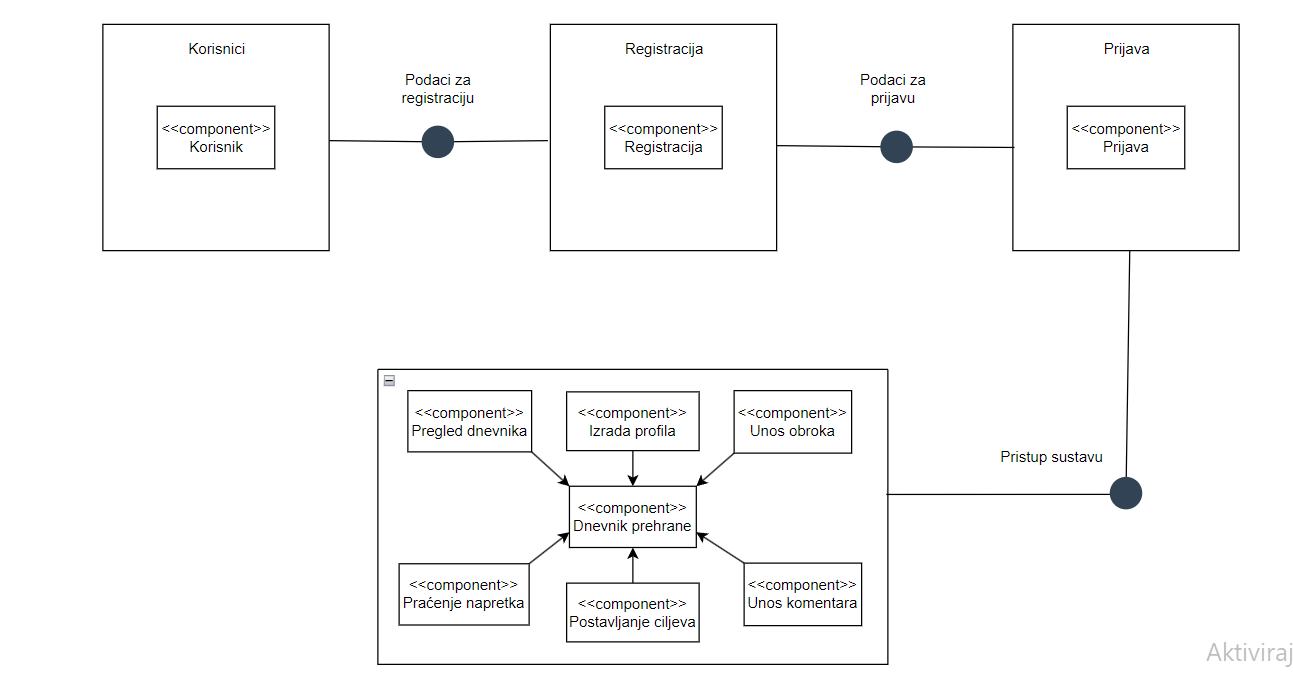 Korisnici
<<component>>
Korisnik
Podaci za
registraciju
Registracija
<<component>>
Registracija
Podaci za
prijavu
Prijava
<<component>>
Prijava
<<component>>
Pregled dnevnika
<<component>>
Izrada profila
<<component>>
Unos obroka
<<component>>
Dnevnik prehrane
<<component>>
Praćenje napretka
<<component>>
Postavljanje ciljeva
<<component>>
Unos komentara
Pristup sustavu
Aktiviraj